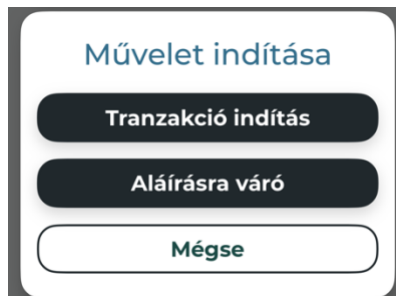 Művelet indítása
Tranzakció indítás
Aláírásra váró
Mégse